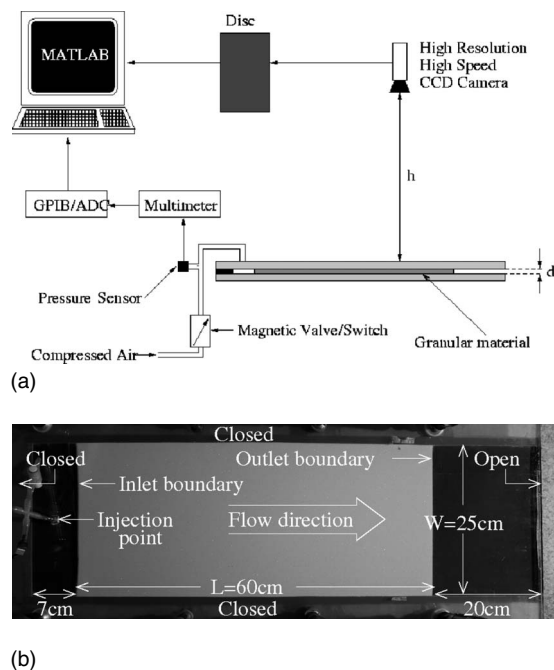 Disc
MATLAB
High Resolution
High Speed
CCD Camera
h
GPIB/ADC
Multimeter
d
Pressure Sensor
Magnetic Valve/Switch
Granular material
Compressed Air
(a)
Closed
Closed
Outlet boundary
Open
Inlet boundary
Injection
point
Flow direction
W=25cm
L=60cm
7cm
Closed
20cm
(b)